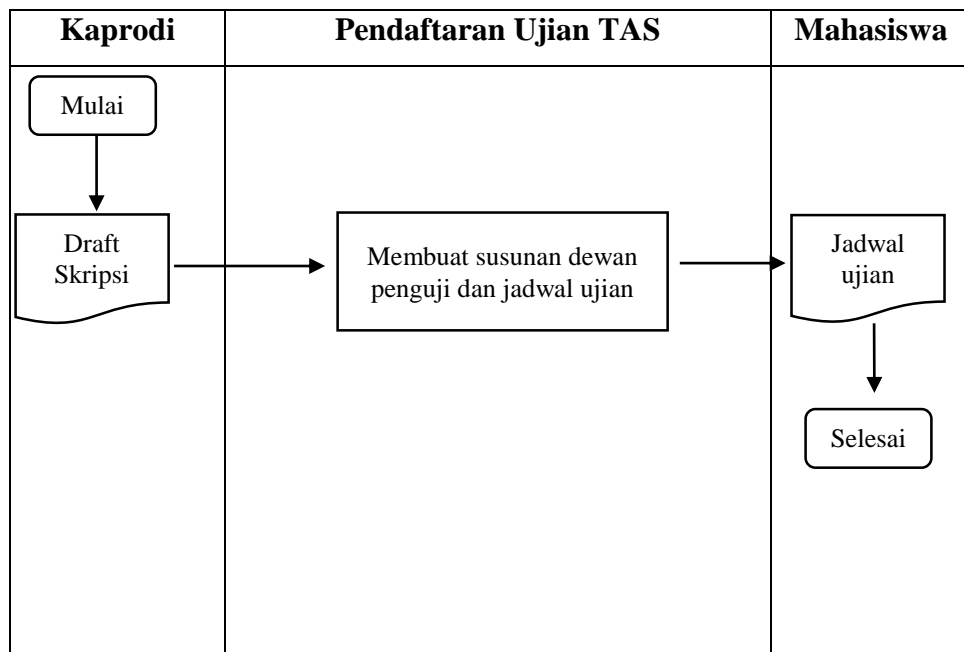 Kaprodi
Pendaftaran Ujian TAS
Mahasiswa
Mulai
Draft
Skripsi
Membuat susunan dewan
penguji dan jadwal ujian
Jadwal
ujian
Selesai